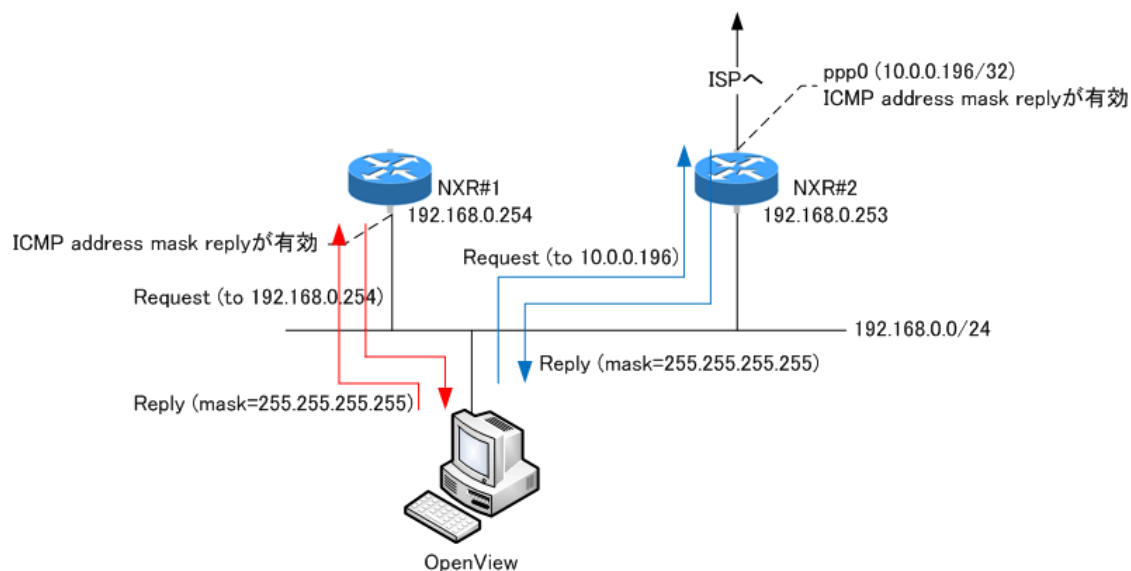 ISPへ
ppp0 (10.0.0.196/32)
ICMP address mask replyが有効
NXR#1
192.168.0.254
NXR#2
192.168.0.253
ICMP address mask replyが有効
Request (to 10.0.0.196)
Request (to 192.168.0.254)
192.168.0.0/24
Reply (mask=255.255.255.255)
Reply (mask=255.255.255.255)
OpenView